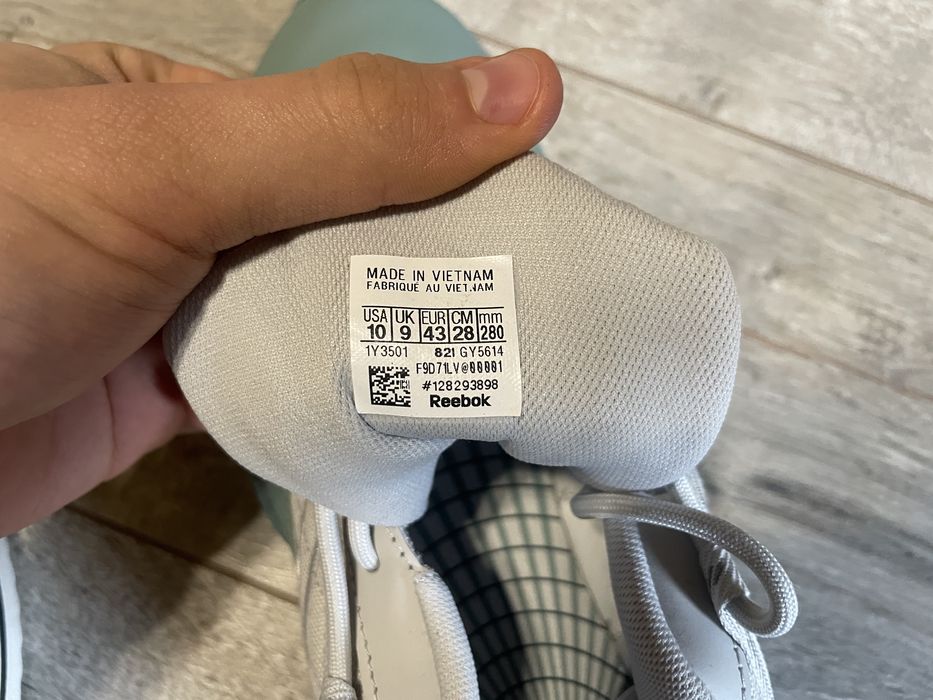 MADE IN VIETNAM
FABRIQUÉ AU VIETNAM
USA UK EUR CM mm
10 9 43 28 280
1Y3501 821 GY5614
F9D71LV@00001
#128293898
Reebok